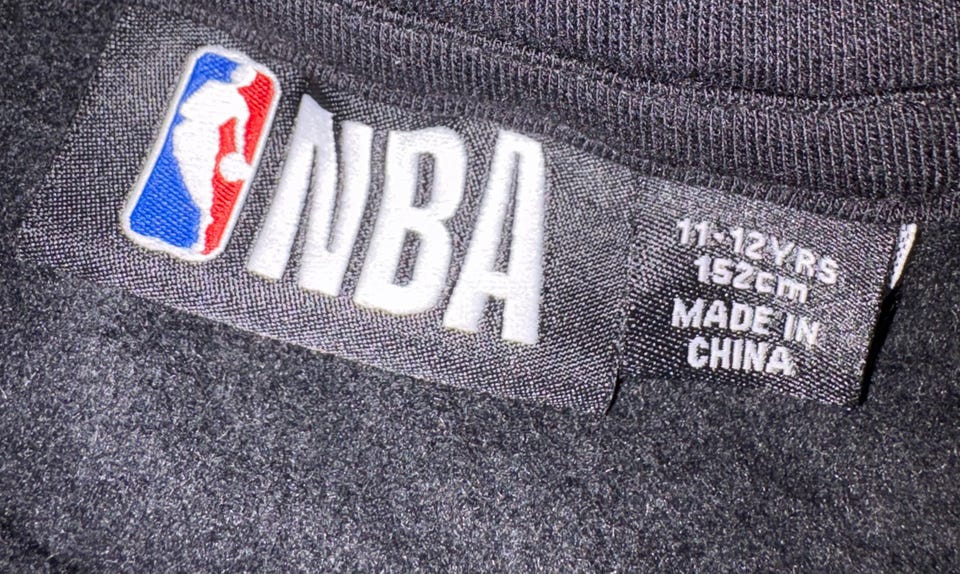 NBA
11-12YRS
152cm
MADE IN
CHINA